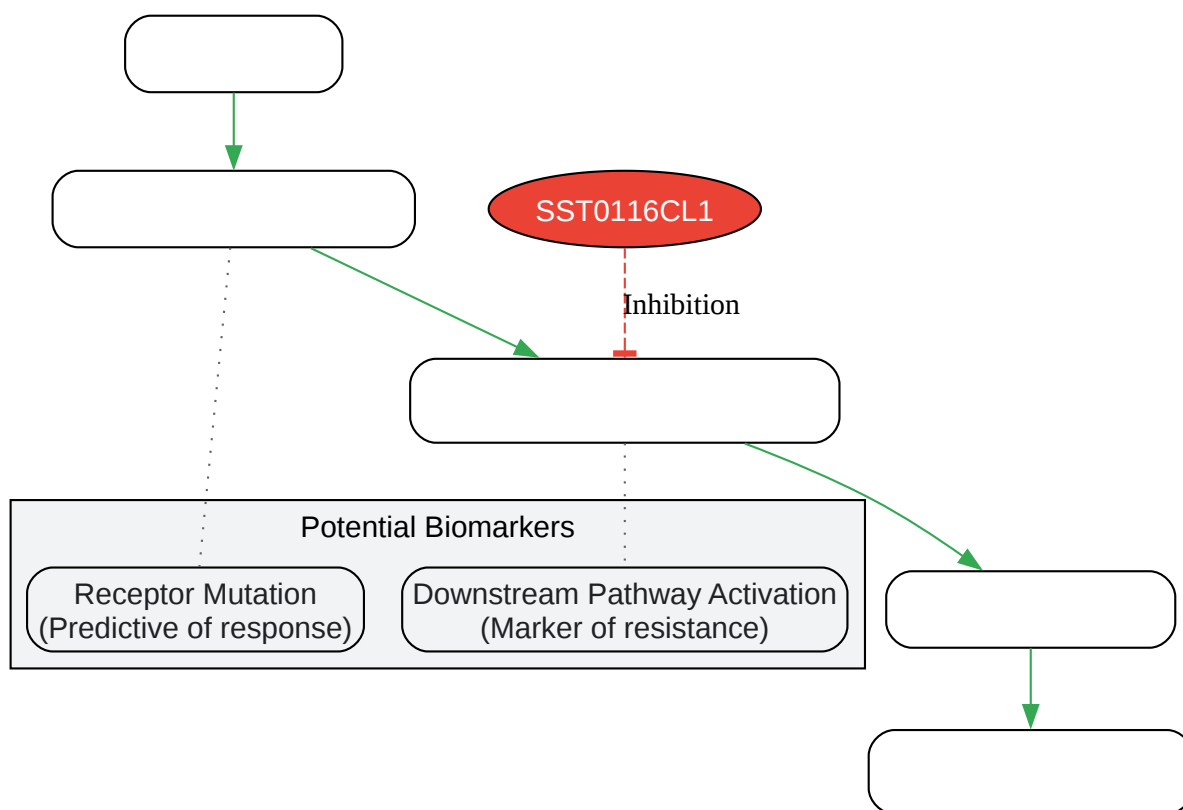 SST0116CL1
Inhibition
Potential Biomarkers
Receptor Mutation
(Predictive of response)
Downstream Pathway Activation
(Marker of resistance)